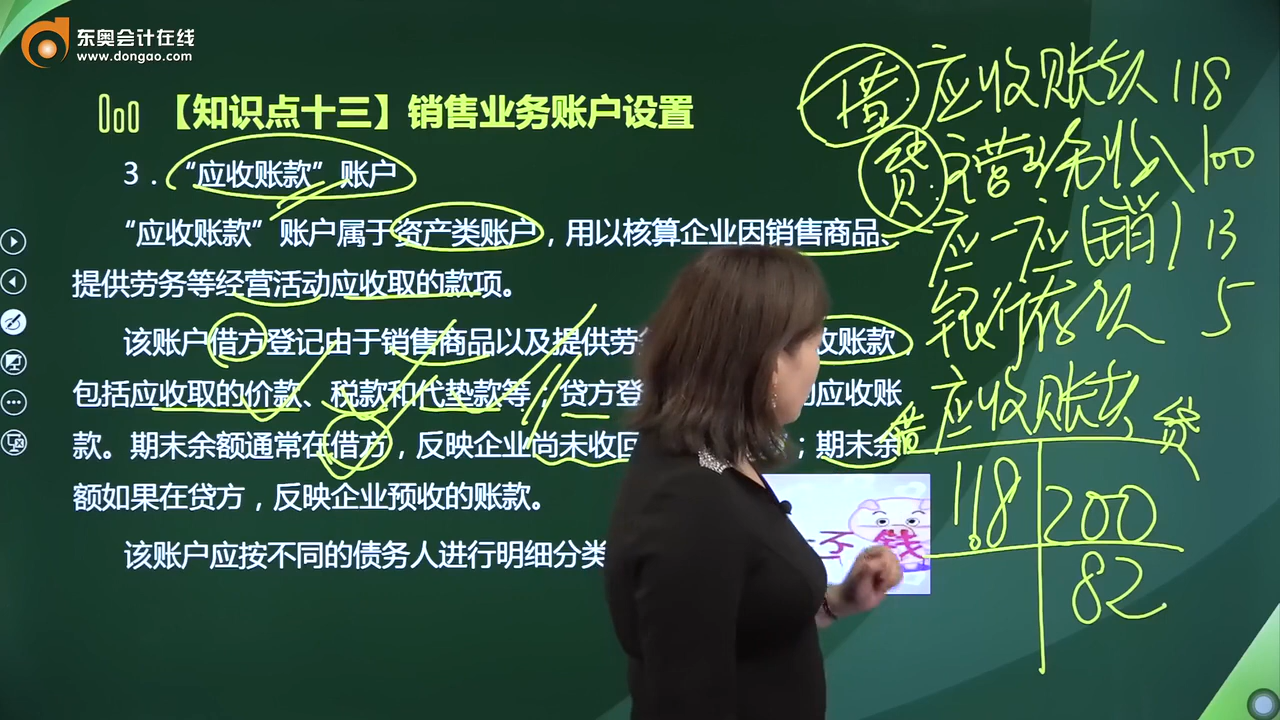 东奥会计在线
www.dongao.com
【知识点十三】销售业务账户设置
3．“应收账款”账户
“应收账款”账户属于资产类账户，用以核算企业因销售商品、
提供劳务等经营活动应收取的款项。
该账户借方登记由于销售商品以及提供劳 收账款，
包括应收取的价款、税款和代垫款等；贷方登 应收账
款。期末余额通常在借方，反映企业尚未收回 ；期末余
额如果在贷方，反映企业预收的账款。
该账户应按不同的债务人进行明细分类
钱
借：应收账款 118
贷：主营业务收入 100
应－应(销) 13
银行存款 5
应收账款
借 贷
118 200
82